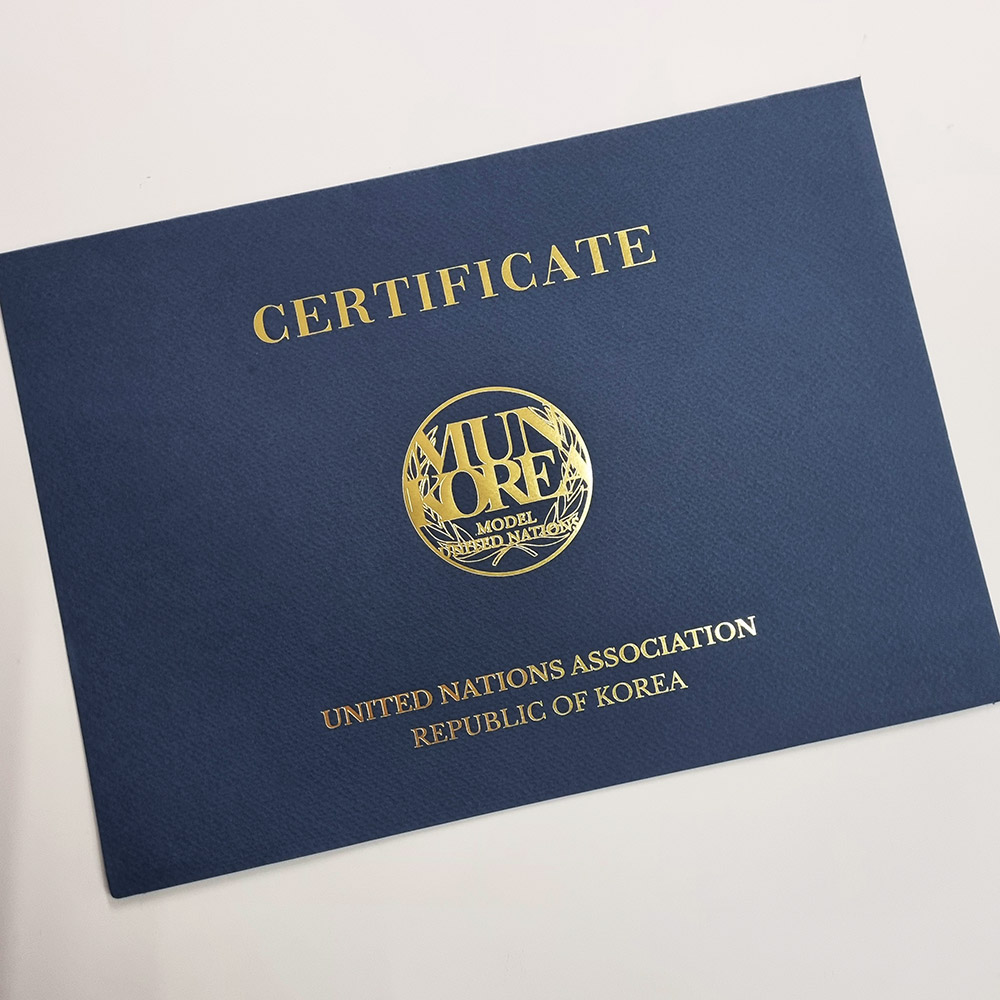 CERTIFICATE
MUN
KOREA
MODEL
UNITED NATIONS
UNITED NATIONS ASSOCIATION
REPUBLIC OF KOREA